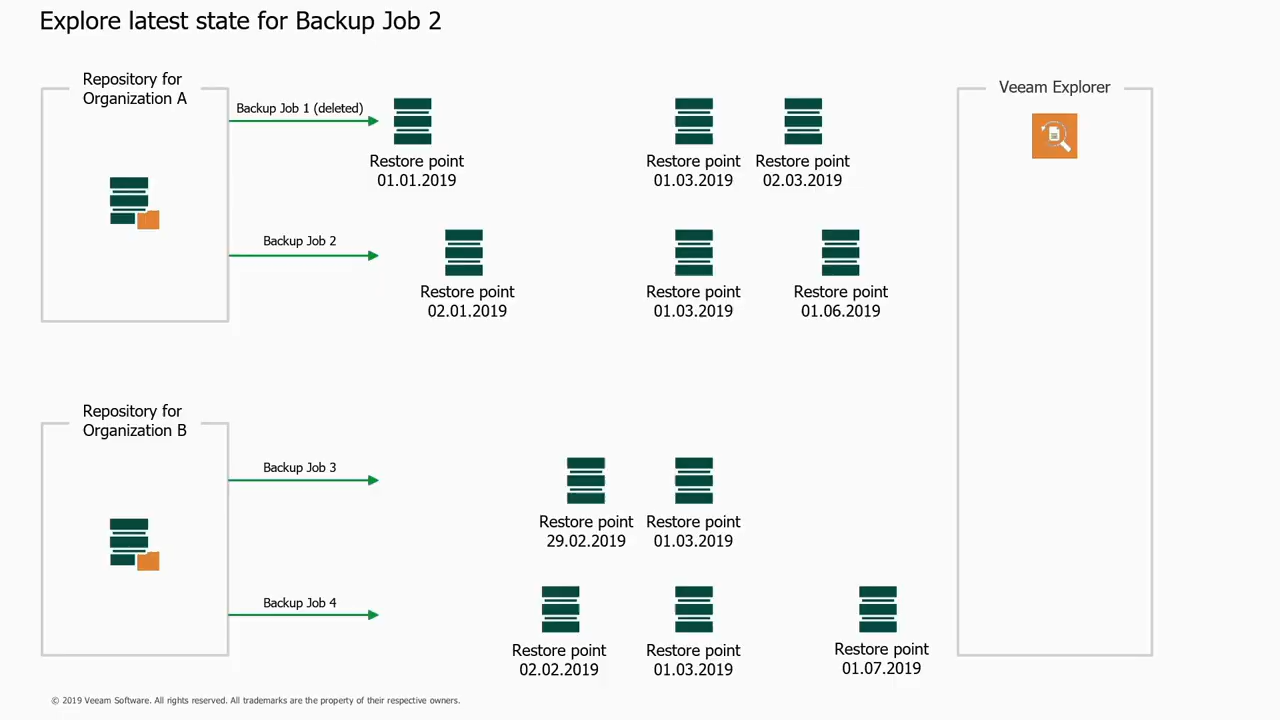 Explore latest state for Backup Job 2
Repository for
Organization A
Backup Job 1 (deleted)
Restore point
01.01.2019
Restore point
01.03.2019
Restore point
02.03.2019
Veeam Explorer
Backup Job 2
Restore point
02.01.2019
Restore point
01.03.2019
Restore point
01.06.2019
Repository for
Organization B
Backup Job 3
Restore point
29.02.2019
Restore point
01.03.2019
Backup Job 4
Restore point
02.02.2019
Restore point
01.03.2019
Restore point
01.07.2019
© 2019 Veeam Software. All rights reserved. All trademarks are the property of their respective owners.